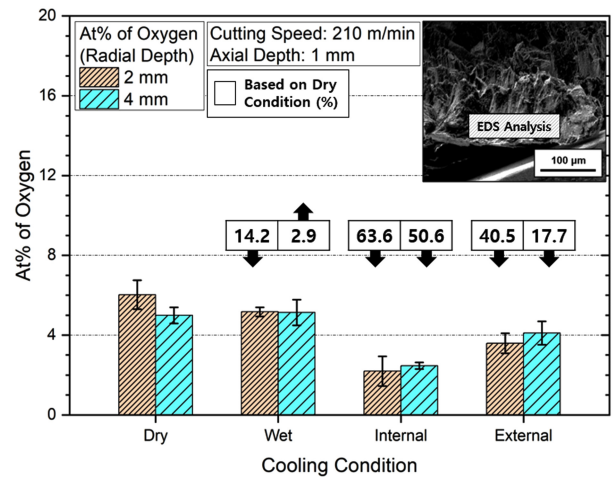 At% of Oxygen
(Radial Depth)
2 mm
4 mm
Cutting Speed: 210 m/min
Axial Depth: 1 mm
Based on Dry
Condition (%)
EDS Analysis
100 μm
20
16
12
8
4
0
At% of Oxygen
14.2 2.9 63.6 50.6 40.5 17.7
Dry Wet Internal External
Cooling Condition